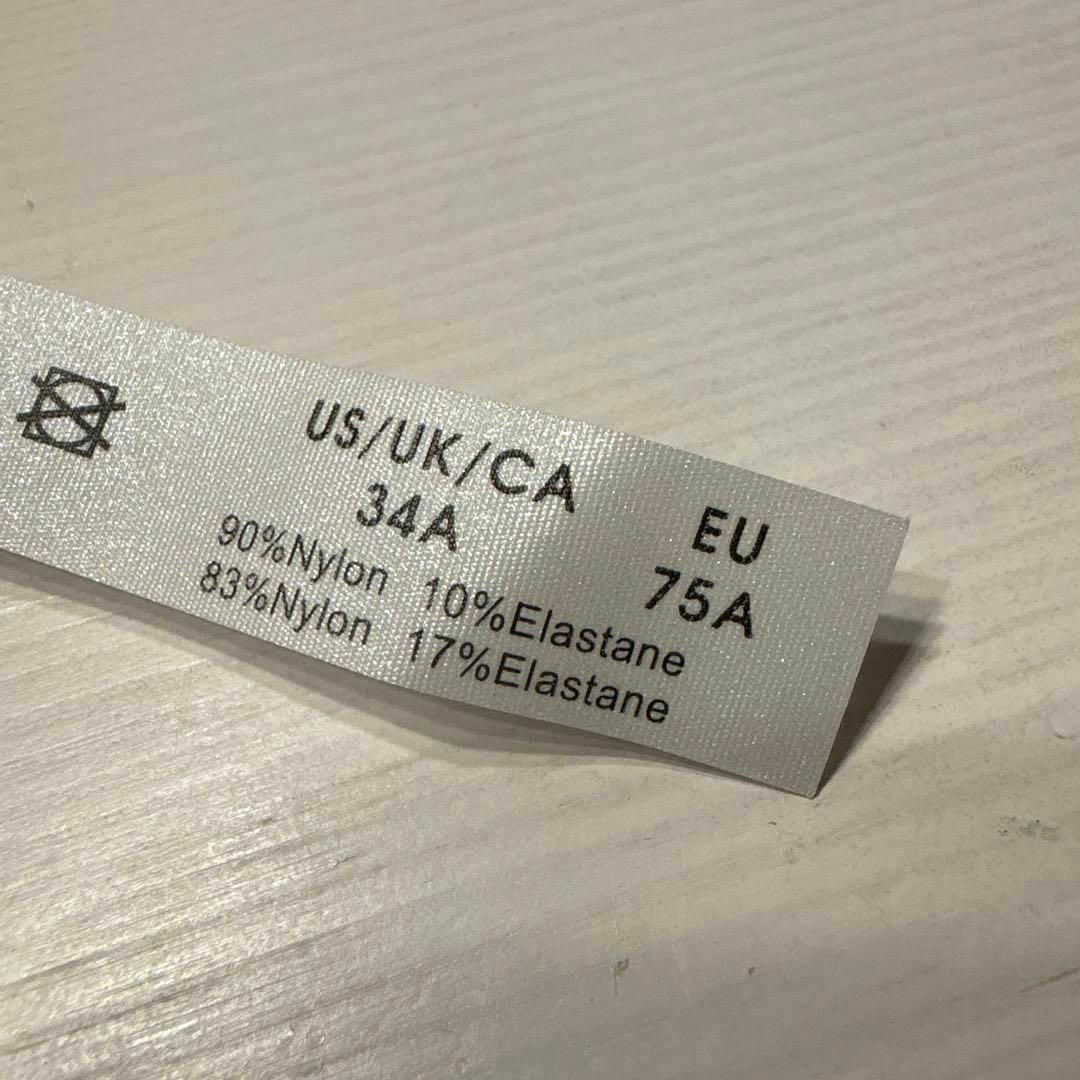 US/UK/CA EU
34A 75A
90%Nylon 10%Elastane
83%Nylon 17%Elastane